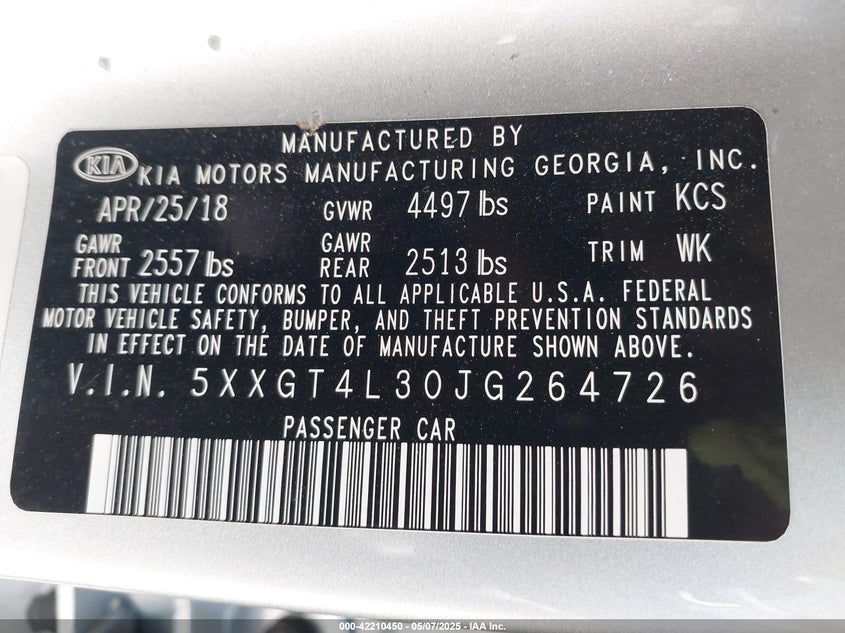 MANUFACTURED BY
KIA KIA MOTORS MANUFACTURING GEORGIA, INC.
APR/25/18 GVWR 4497 lbs PAINT KCS
GAWR FRONT 2557 lbs GAWR REAR 2513 lbs TRIM WK
THIS VEHICLE CONFORMS TO ALL APPLICABLE U.S.A. FEDERAL
MOTOR VEHICLE SAFETY, BUMPER, AND THEFT PREVENTION STANDARDS
IN EFFECT ON THE DATE OF MANUFACTURE SHOWN ABOVE.
V.I.N. 5XXGT4L30JG264726
PASSENGER CAR
000-42210450 - 05/07/2025 - IAA Inc.